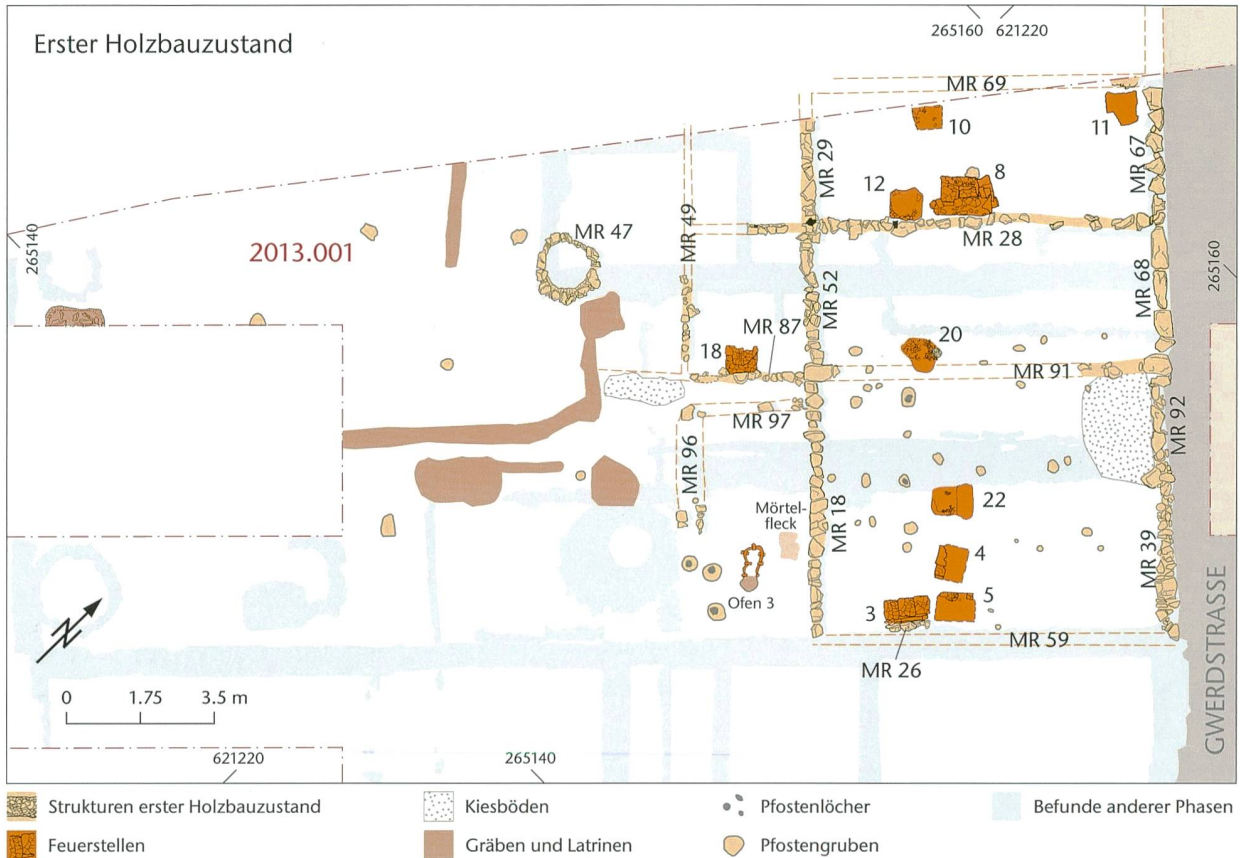 Erster Holzbauzustand
265160 621220
MR 69
10
11
MR 29
MR 67
12
8
265140
2013.001
MR 47
MR 49
MR 28
265160
MR 52
MR 68
MR 87
18
20
MR 91
MR 97
MR 96
MR 92
Mörtel-
fleck
MR 18
22
4
MR 39
Ofen 3
3
5
MR 59
MR 26
0 1.75 3.5 m
GWERDSTRASSE
621220
265140
Strukturen erster Holzbauzustand
Kiesböden
Pfostenlöcher
Befunde anderer Phasen
Feuerstellen
Gräben und Latrinen
Pfostengruben